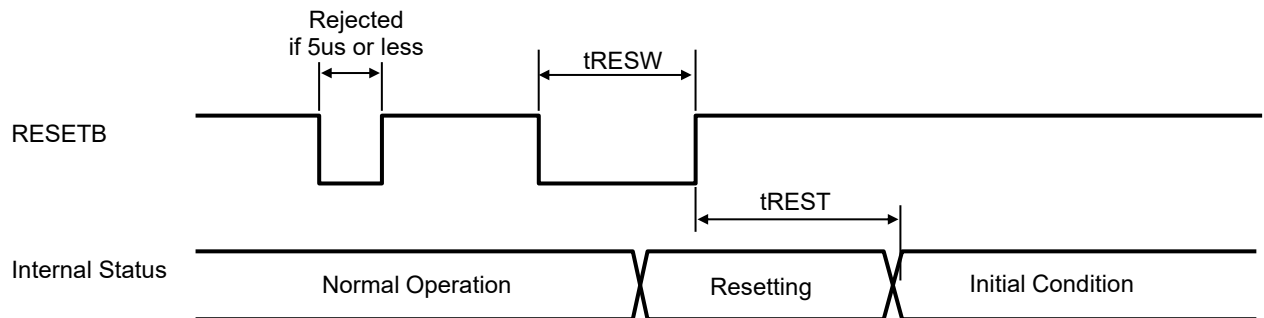 Rejected
if 5us or less
tRESW
RESETB
tREST
Internal Status
Normal Operation
Resetting
Initial Condition